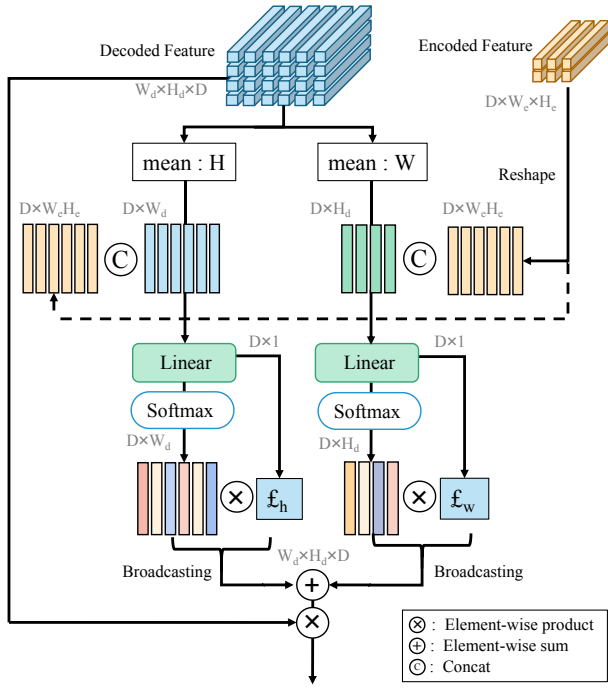 Decoded Feature
Encoded Feature
W_d×H_d×D
D×W_e×H_e
mean : H
mean : W
Reshape
D×W_eH_e
D×W_d
D×H_d
D×W_eH_e
C
C
Linear
D×1
Linear
D×1
Softmax
Softmax
D×W_d
D×H_d
£_h
£_w
W_d×H_d×D
Broadcasting
Broadcasting
: Element-wise product
: Element-wise sum
C : Concat